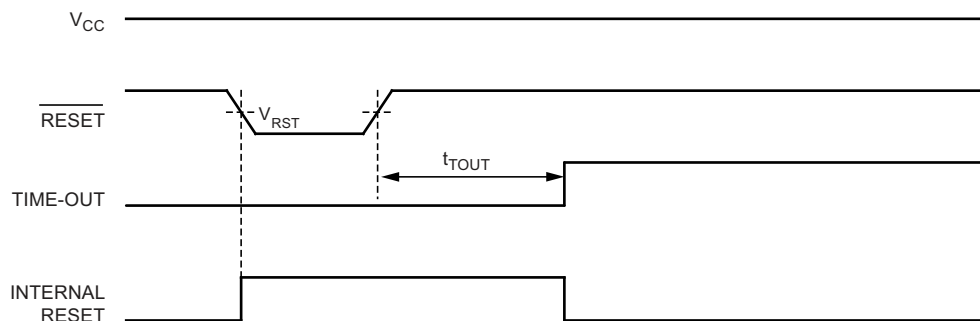 VCC
RESET
VRST
tTOUT
TIME-OUT
INTERNAL
RESET